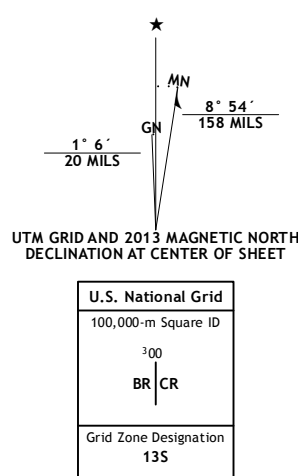 ★
MN
GN
8° 54´
158 MILS
1° 6´
20 MILS
UTM GRID AND 2013 MAGNETIC NORTH
DECLINATION AT CENTER OF SHEET
U.S. National Grid
100,000-m Square ID
³00
BR CR
Grid Zone Designation
13S